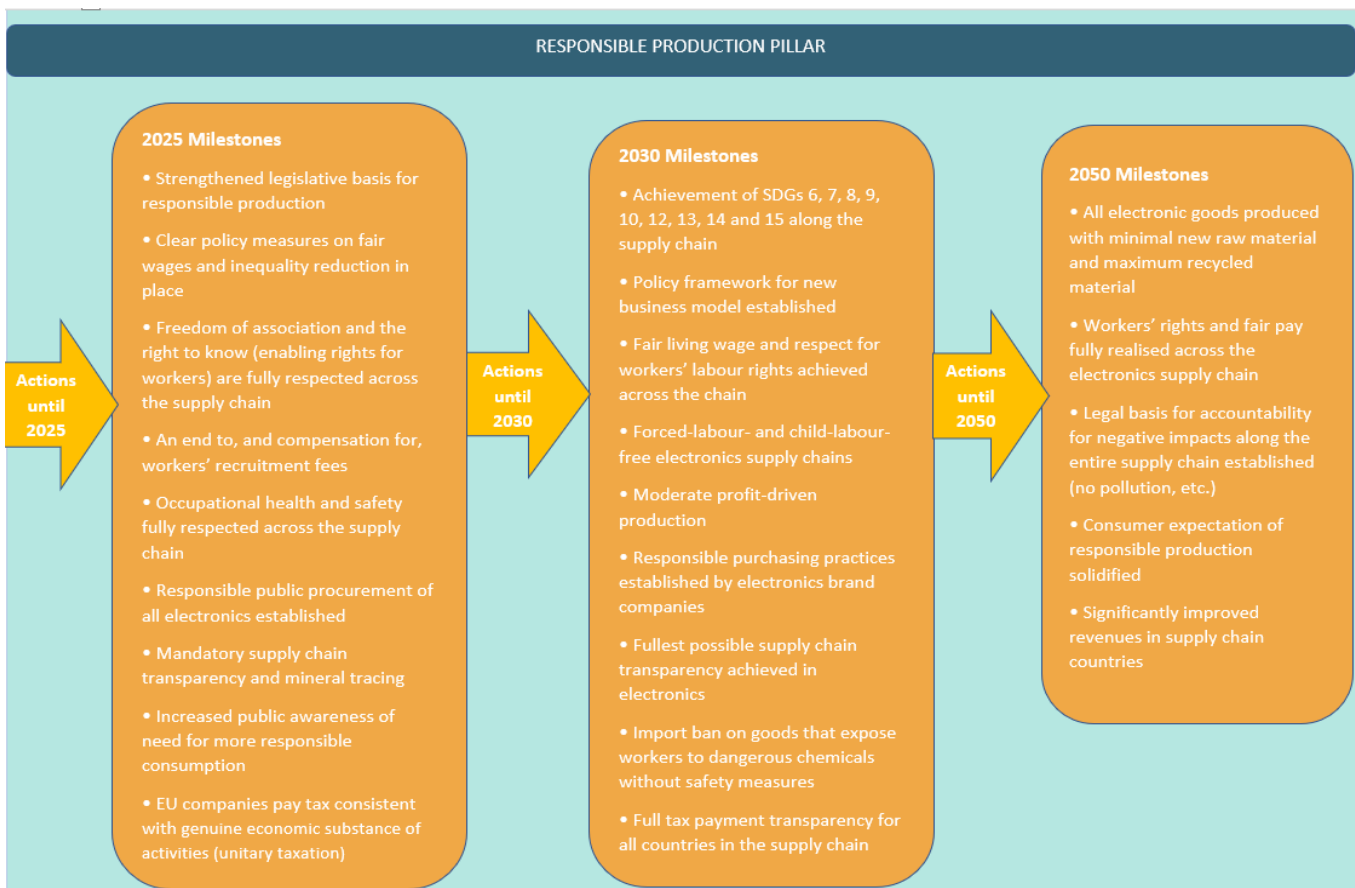 RESPONSIBLE PRODUCTION PILLAR
Actions
until
2025
2025 Milestones
• Strengthened legislative basis for
responsible production
• Clear policy measures on fair
wages and inequality reduction in
place
• Freedom of association and the
right to know (enabling rights for
workers) are fully respected across
the supply chain
• An end to, and compensation for,
workers' recruitment fees
• Occupational health and safety
fully respected across the supply
chain
• Responsible public procurement of
all electronics established
• Mandatory supply chain
transparency and mineral tracing
• Increased public awareness of
need for more responsible
consumption
• EU companies pay tax consistent
with genuine economic substance of
activities (unitary taxation)
Actions
until
2030
2030 Milestones
• Achievement of SDGs 6, 7, 8, 9,
10, 12, 13, 14 and 15 along the
supply chain
• Policy framework for new
business model established
• Fair living wage and respect for
workers' labour rights achieved
across the chain
• Forced-labour- and child-labour-
free electronics supply chains
• Moderate profit-driven
production
• Responsible purchasing practices
established by electronics brand
companies
• Fullest possible supply chain
transparency achieved in
electronics
• Import ban on goods that expose
workers to dangerous chemicals
without safety measures
• Full tax payment transparency for
all countries in the supply chain
Actions
until
2050
2050 Milestones
• All electronic goods produced
with minimal new raw material
and maximum recycled
material
• Workers' rights and fair pay
fully realised across the
electronics supply chain
• Legal basis for accountability
for negative impacts along the
entire supply chain established
(no pollution, etc.)
• Consumer expectation of
responsible production
solidified
• Significantly improved
revenues in supply chain
countries